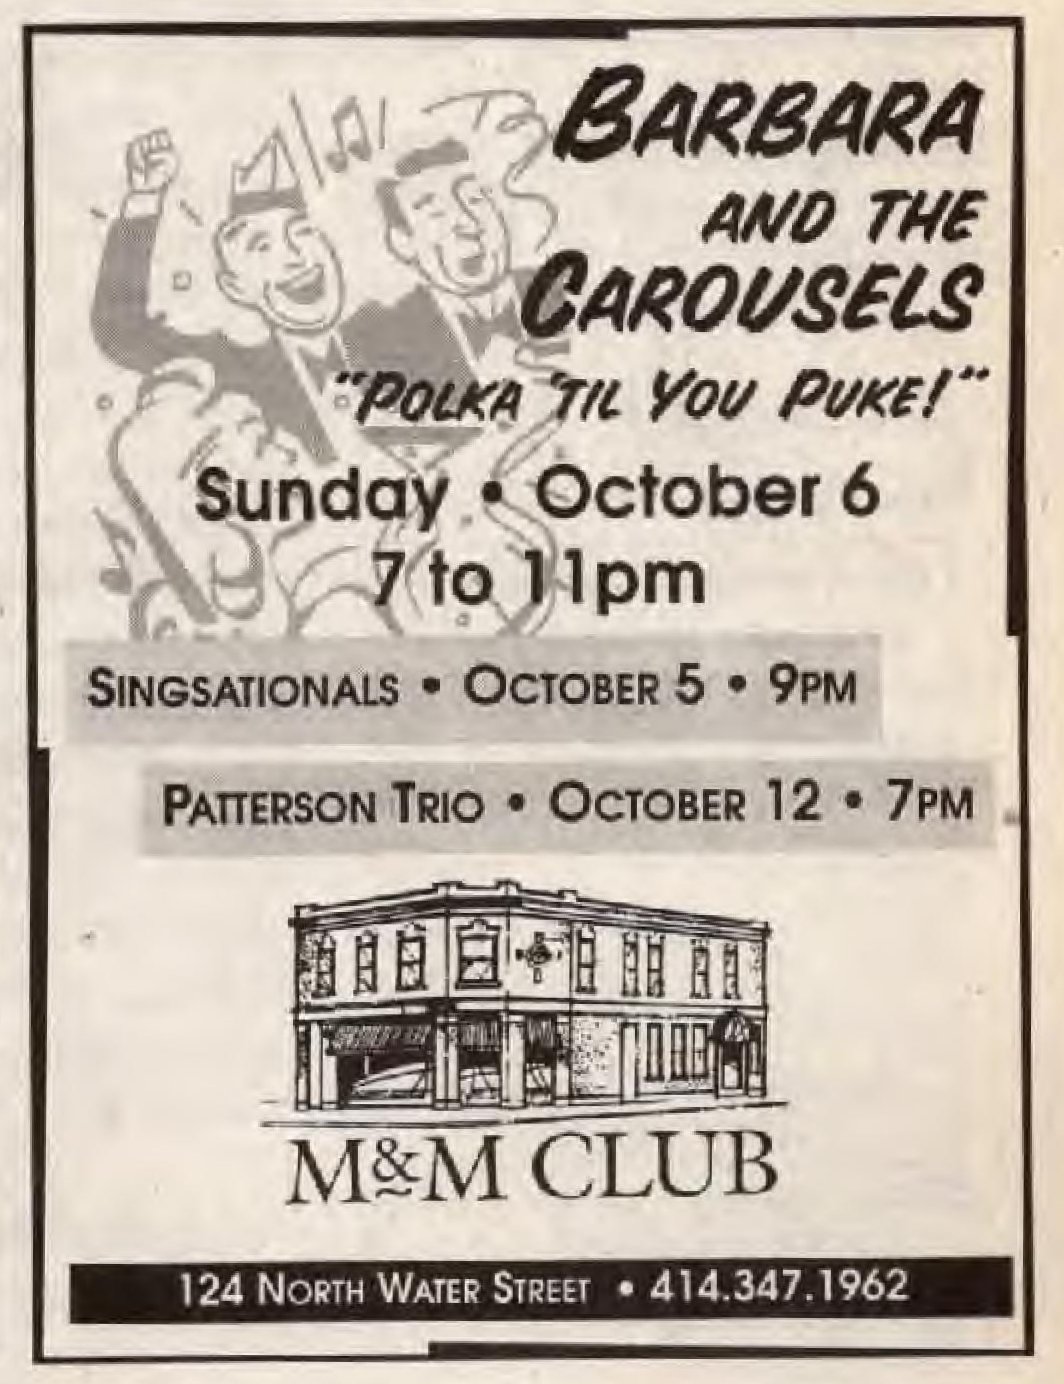 BARBARA
AND THE
CAROUSELS
"POLKA 'TIL YOU PUKE!"
Sunday • October 6
7 to 11pm
SINGSATIONALS • OCTOBER 5 • 9PM
PATTERSON TRIO • OCTOBER 12 • 7PM
M&M CLUB
124 NORTH WATER STREET • 414.347.1962